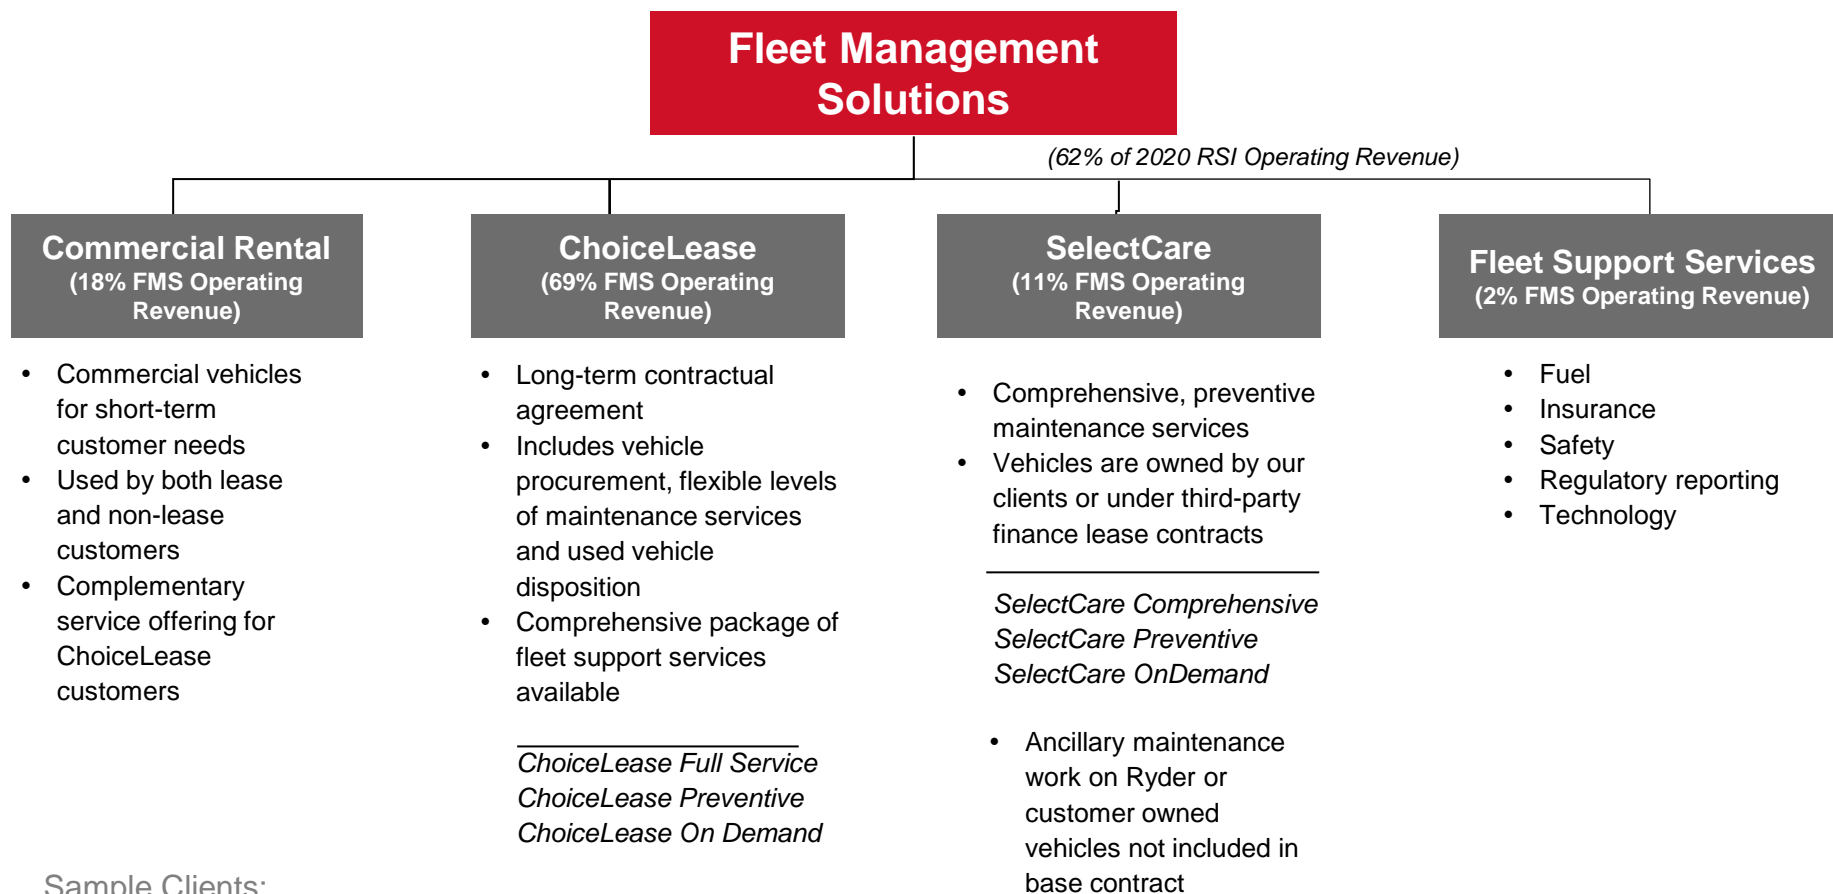 Fleet Management
Solutions
(62% of 2020 RSI Operating Revenue)
Commercial Rental
(18% FMS Operating
Revenue)
• Commercial vehicles
for short-term
customer needs
• Used by both lease
and non-lease
customers
• Complementary
service offering for
ChoiceLease
customers
ChoiceLease
(69% FMS Operating
Revenue)
• Long-term contractual
agreement
• Includes vehicle
procurement, flexible levels
of maintenance services
and used vehicle
disposition
• Comprehensive package of
fleet support services
available
ChoiceLease Full Service
ChoiceLease Preventive
ChoiceLease On Demand
SelectCare
(11% FMS Operating
Revenue)
• Comprehensive, preventive
maintenance services
• Vehicles are owned by our
clients or under third-party
finance lease contracts
SelectCare Comprehensive
SelectCare Preventive
SelectCare OnDemand
• Ancillary maintenance
work on Ryder or
customer owned
vehicles not included in
base contract
Fleet Support Services
(2% FMS Operating Revenue)
• Fuel
• Insurance
• Safety
• Regulatory reporting
• Technology
Sample Clients: